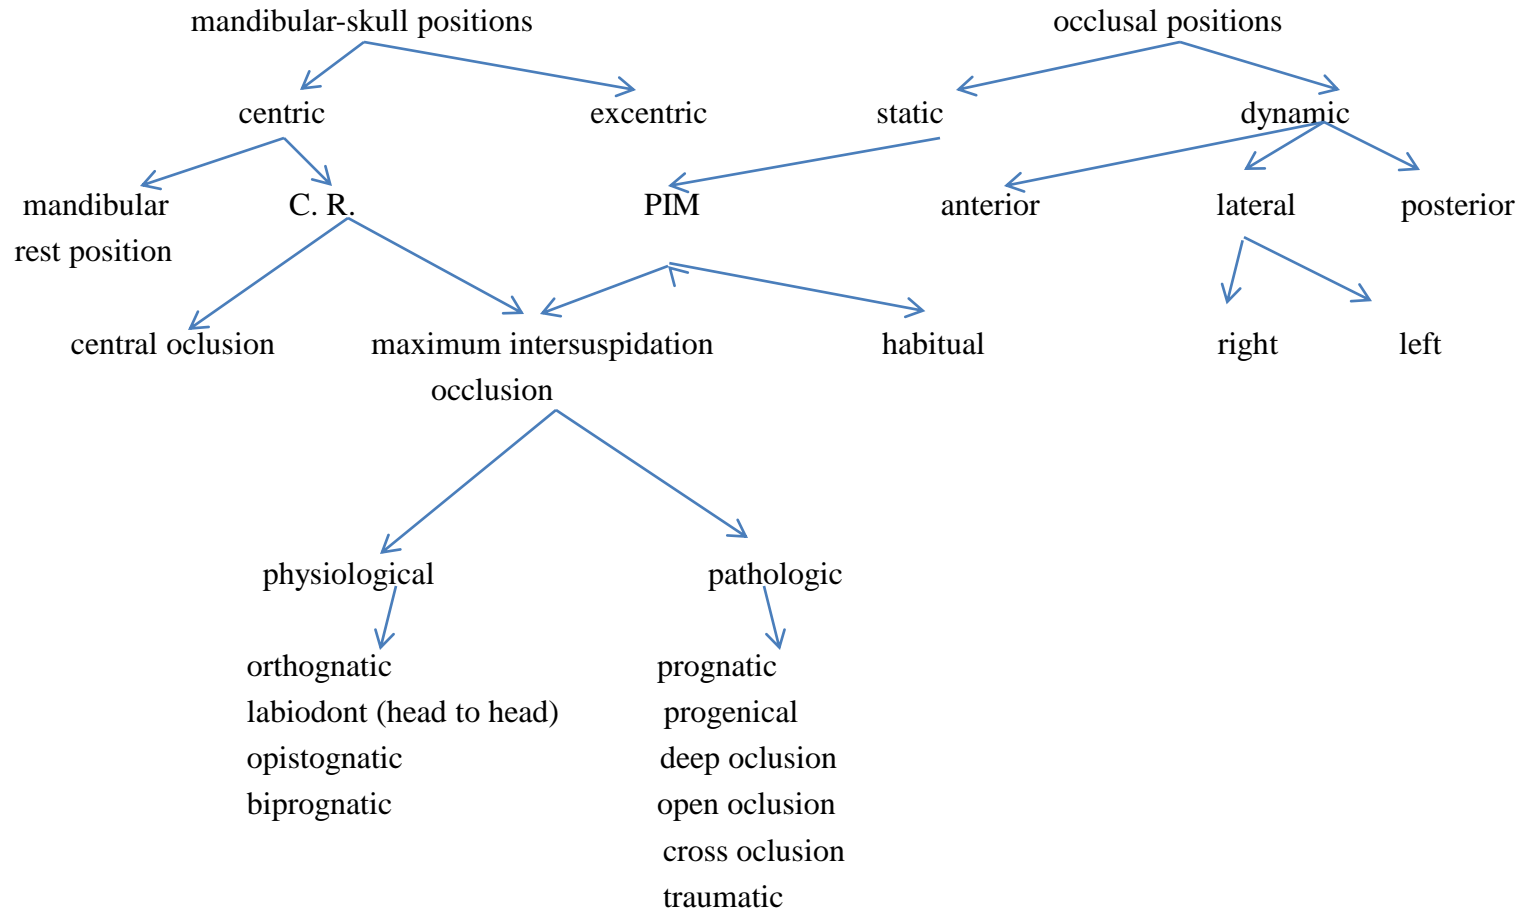 mandibular-skull positions occlusal positions
centric excentric static dynamic
mandibular C. R. PIM anterior lateral posterior
rest position
central oclusion maximum intersuspidation habitual right left
occlusion
physiological pathologic
orthognatic prognatic
labiodont (head to head) progenical
opistognatic deep oclusion
biprognatic open oclusion
cross oclusion
traumatic